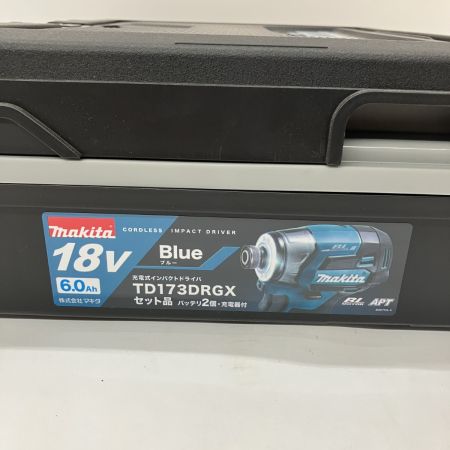 makita
CORDLESS IMPACT DRIVER
18V
6.0Ah
株式会社マキタ
Blue
ブルー
充電式インパクトドライバ
TD173DRGX
セット品 バッテリ2個・充電器付
makita
BL
APT